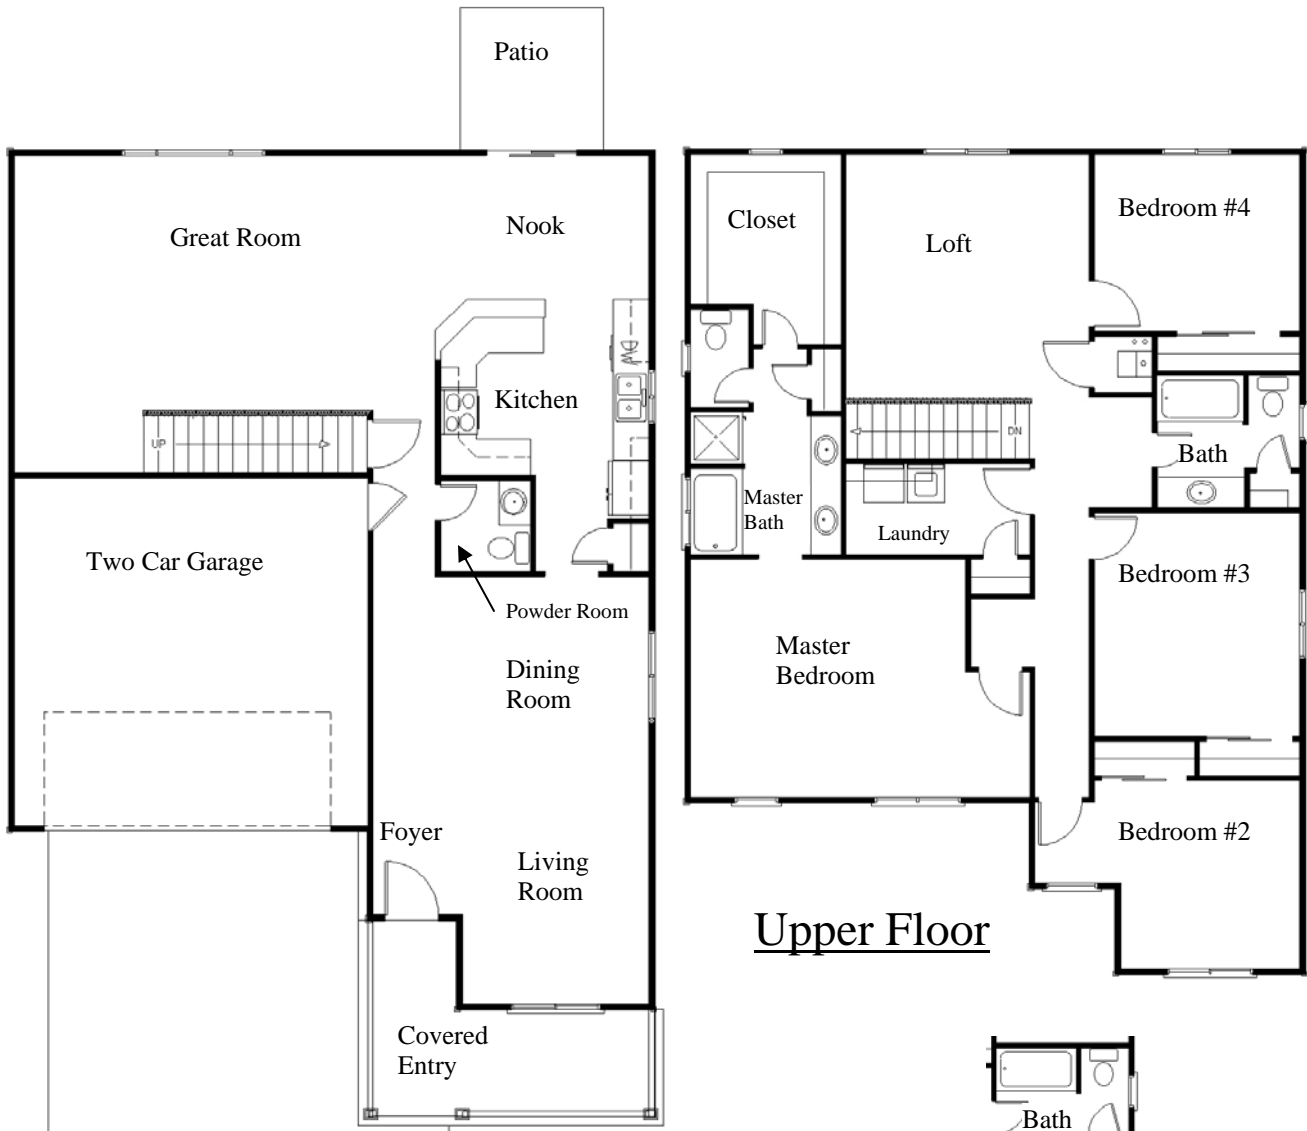 Patio
Great Room
Nook
DW
Kitchen
UP
Two Car Garage
Powder Room
Dining
Room
Foyer
Living
Room
Covered
Entry
Closet
Loft
Bedroom #4
DN
Bath
Master
Bath
Laundry
Bedroom #3
Master
Bedroom
Bedroom #2
Upper Floor
Bath